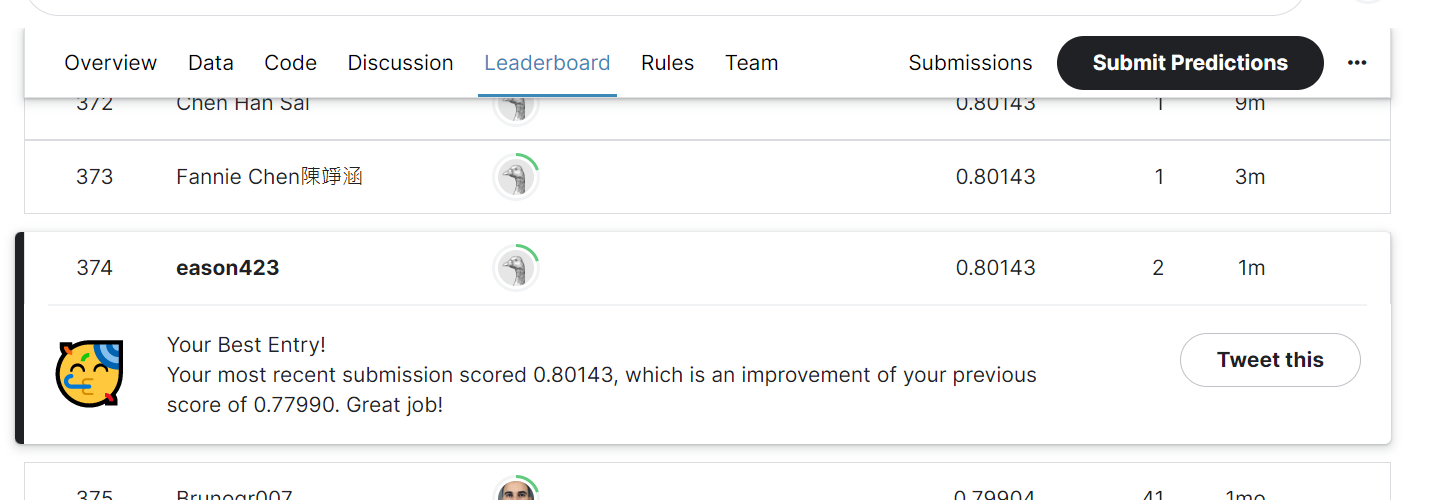 Overview Data Code Discussion Leaderboard Rules Team Submissions Submit Predictions
372 Chen Han Sai 0.80143 1 9m
373 Fannie Chen陳竫涵 0.80143 1 3m
374 eason423 0.80143 2 1m
Your Best Entry!
Your most recent submission scored 0.80143, which is an improvement of your previous
score of 0.77990. Great job!
Tweet this
375 Brunogr007 0.79904 41 1mo